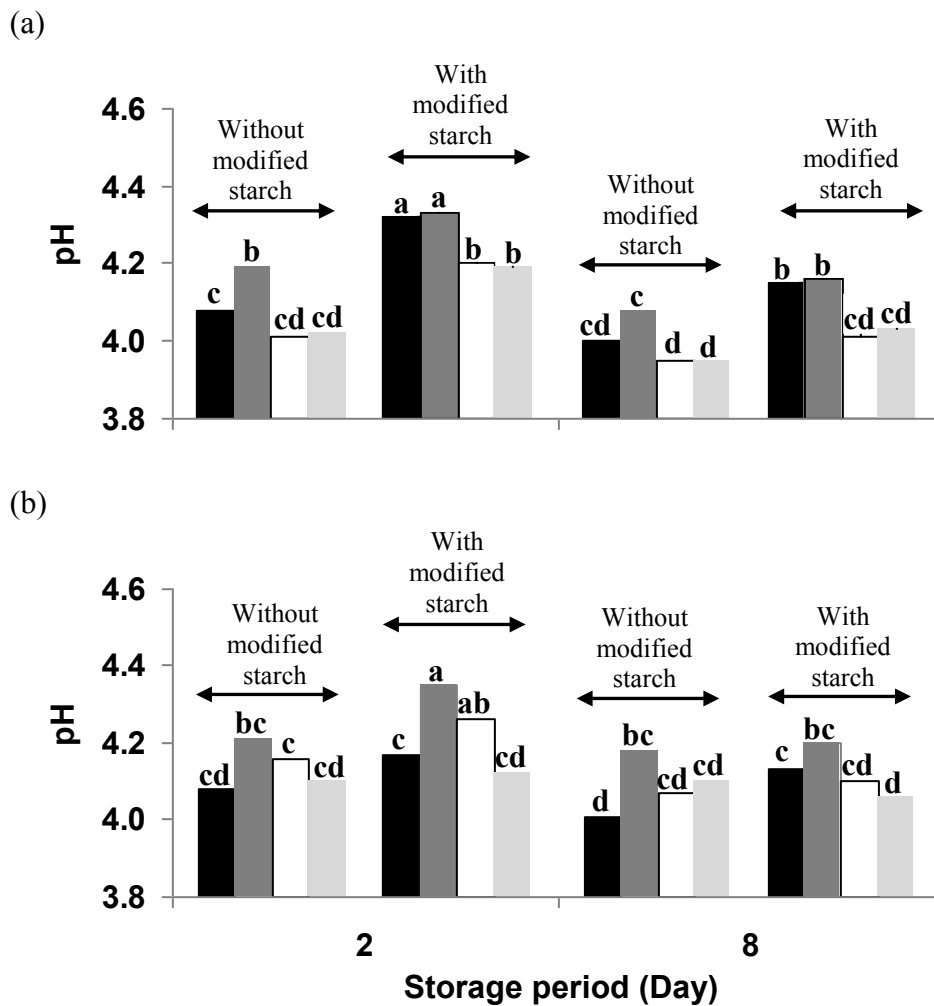 (a)
With
modified
starch
4.6
Without
modified
starch
With
modified
starch
Without
modified
starch
4.4
a a
b
b b
4.2
b b
c
c
cd cd
cd
d d
cd cd
4.0
3.8
pH
(b)
With
modified
starch
4.6
Without
modified
starch
Without
modified
starch
With
modified
starch
4.4
a
ab
bc
c
bc
bc
4.2
cd
cd
c
cd
cd cd
c
cd
d
d
4.0
3.8
pH
2 8
Storage period (Day)